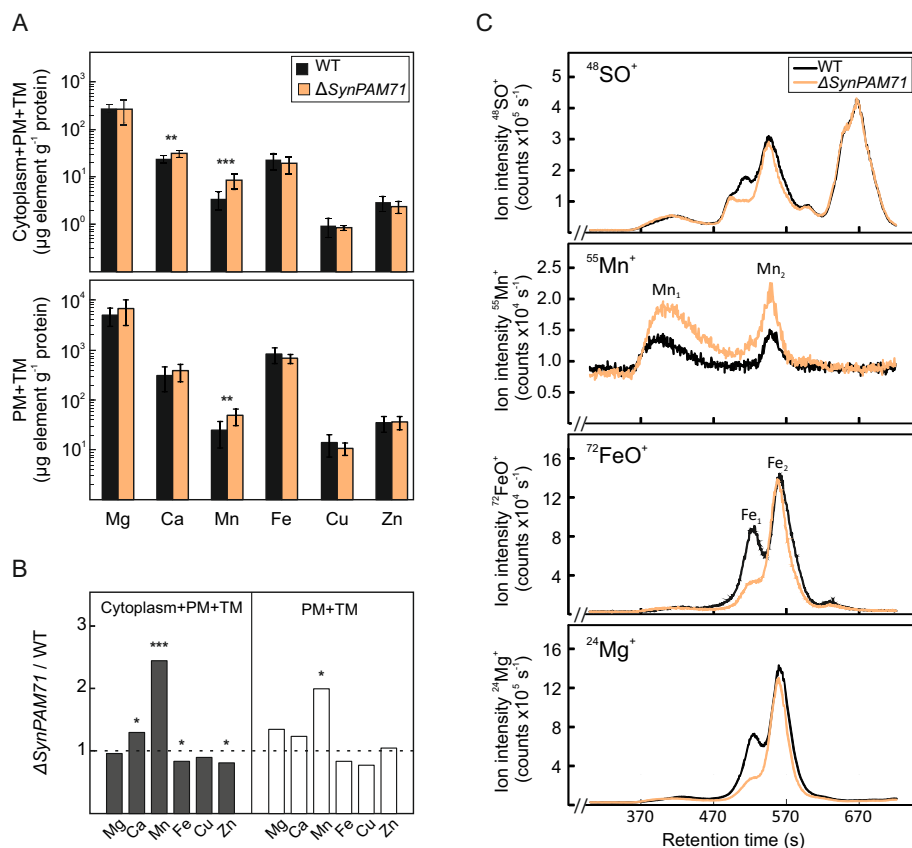 A
WT
ΔSynPAM71
Cytoplasm+PM+TM
(µg element g⁻¹ protein)
10³
10²
10¹
10⁰
**
***
PM+TM
(µg element g⁻¹ protein)
10⁴
10³
10²
10¹
**
Mg Ca Mn Fe Cu Zn
B
ΔSynPAM71 / WT
Cytoplasm+PM+TM PM+TM
3
2
1
* *** * * *
Mg Ca Mn Fe Cu Zn Mg Ca Mn Fe Cu Zn
C
⁴⁸SO⁺
WT
ΔSynPAM71
Ion intensity ⁴⁸SO⁺
(counts x10⁵ s⁻¹)
5
4
3
2
1
370 470 570 670
⁵⁵Mn⁺
Mn₁ Mn₂
Ion intensity ⁵⁵Mn⁺
(counts x10⁴ s⁻¹)
2.5
2.0
1.5
1.0
0.5
⁷²FeO⁺
Fe₁ Fe₂
Ion intensity ⁷²FeO⁺
(counts x10⁴ s⁻¹)
16
12
8
4
²⁴Mg⁺
Ion intensity ²⁴Mg⁺
(counts x10⁵ s⁻¹)
16
12
8
4
370 470 570 670
Retention time (s)